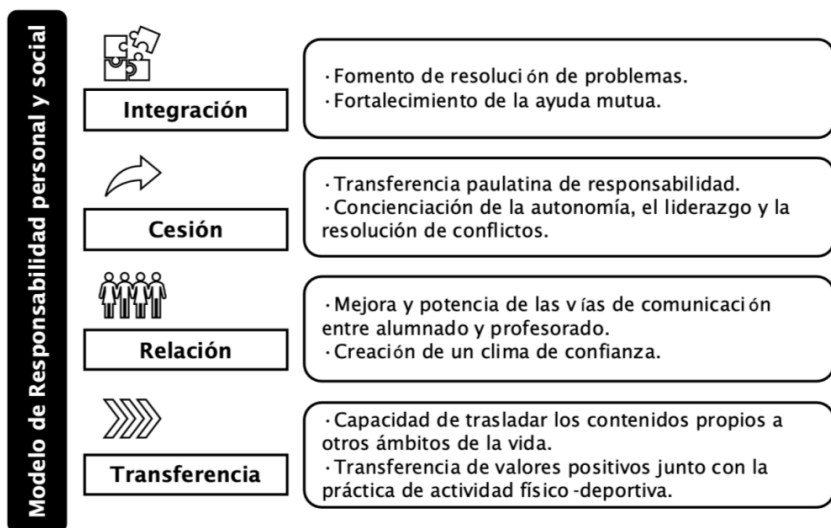 Modelo de Responsabilidad personal y social
Integración
· Fomento de resolución de problemas.
· Fortalecimiento de la ayuda mutua.
Cesión
· Transferencia paulatina de responsabilidad.
· Concienciación de la autonomía, el liderazgo y la
resolución de conflictos.
Relación
· Mejora y potencia de las vías de comunicación
entre alumnado y profesorado.
· Creación de un clima de confianza.
Transferencia
· Capacidad de trasladar los contenidos propios a
otros ámbitos de la vida.
· Transferencia de valores positivos junto con la
práctica de actividad físico -deportiva.